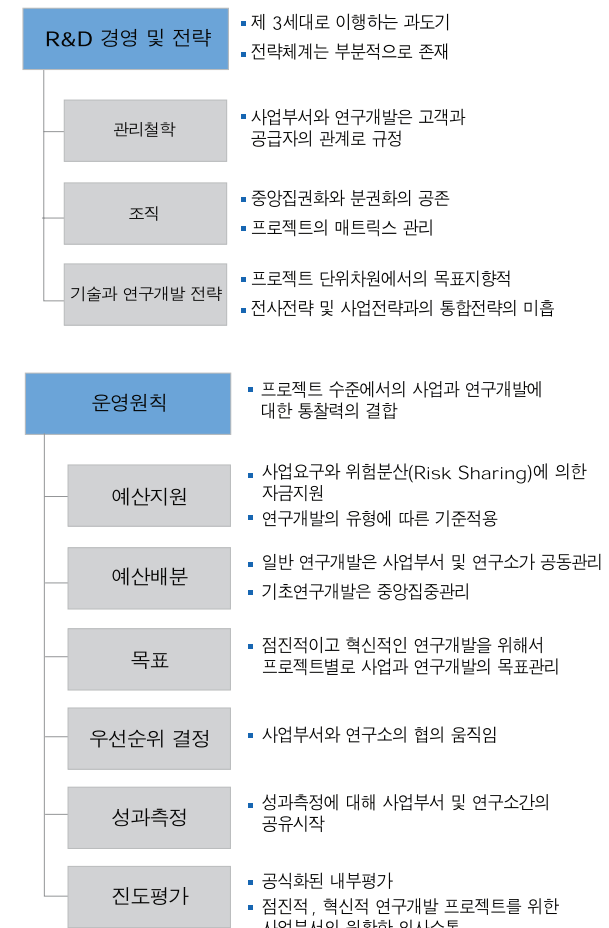 R&D 경영 및 전략
▪ 제 3세대로 이행하는 과도기
▪ 전략체계는 부분적으로 존재
관리철학
▪ 사업부서와 연구개발은 고객과
공급자의 관계로 규정
조직
▪ 중앙집권화와 분권화의 공존
▪ 프로젝트의 매트릭스 관리
기술과 연구개발 전략
▪ 프로젝트 단위차원에서의 목표지향적
▪ 전사전략 및 사업전략과의 통합전략의 미흡
운영원칙
▪ 프로젝트 수준에서의 사업과 연구개발에
대한 통찰력의 결합
예산지원
▪ 사업요구와 위험분산(Risk Sharing)에 의한
자금지원
▪ 연구개발의 유형에 따른 기준적용
예산배분
▪ 일반 연구개발은 사업부서 및 연구소가 공동관리
▪ 기초연구개발은 중앙집중관리
목표
▪ 점진적이고 혁신적인 연구개발을 위해서
프로젝트별로 사업과 연구개발의 목표관리
우선순위 결정
▪ 사업부서와 연구소의 협의 움직임
성과측정
▪ 성과측정에 대해 사업부서 및 연구소간의
공유시작
진도평가
▪ 공식화된 내부평가
▪ 점진적, 혁신적 연구개발 프로젝트를 위한
사업부서와 원활한 의사소통